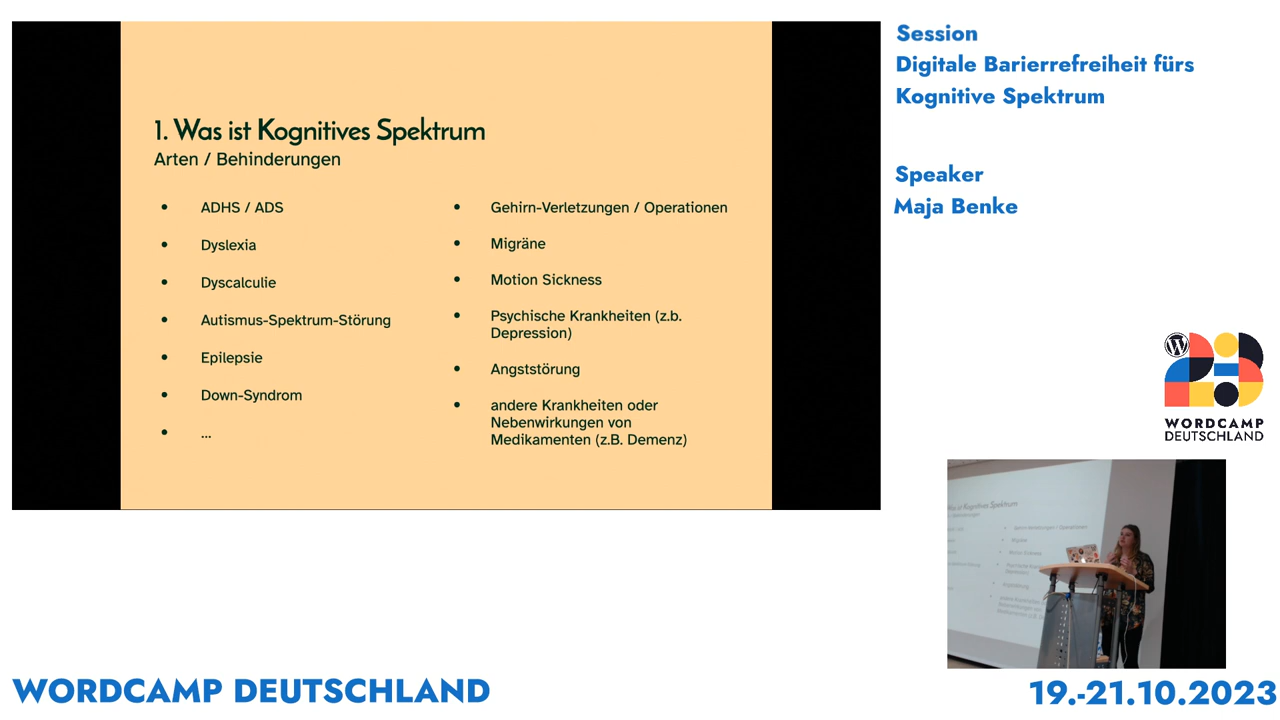 1. Was ist Kognitives Spektrum
Arten / Behinderungen
• ADHS / ADS
• Dyslexia
• Dyscalculie
• Autismus-Spektrum-Störung
• Epilepsie
• Down-Syndrom
• ...
• Gehirn-Verletzungen / Operationen
• Migräne
• Motion Sickness
• Psychische Krankheiten (z.b.
Depression)
• Angststörung
• andere Krankheiten oder
Nebenwirkungen von
Medikamenten (z.B. Demenz)
Session
Digitale Barierrefreiheit fürs
Kognitive Spektrum
Speaker
Maja Benke
W
WORDCAMP
DEUTSCHLAND
WORDCAMP DEUTSCHLAND
19.-21.10.2023